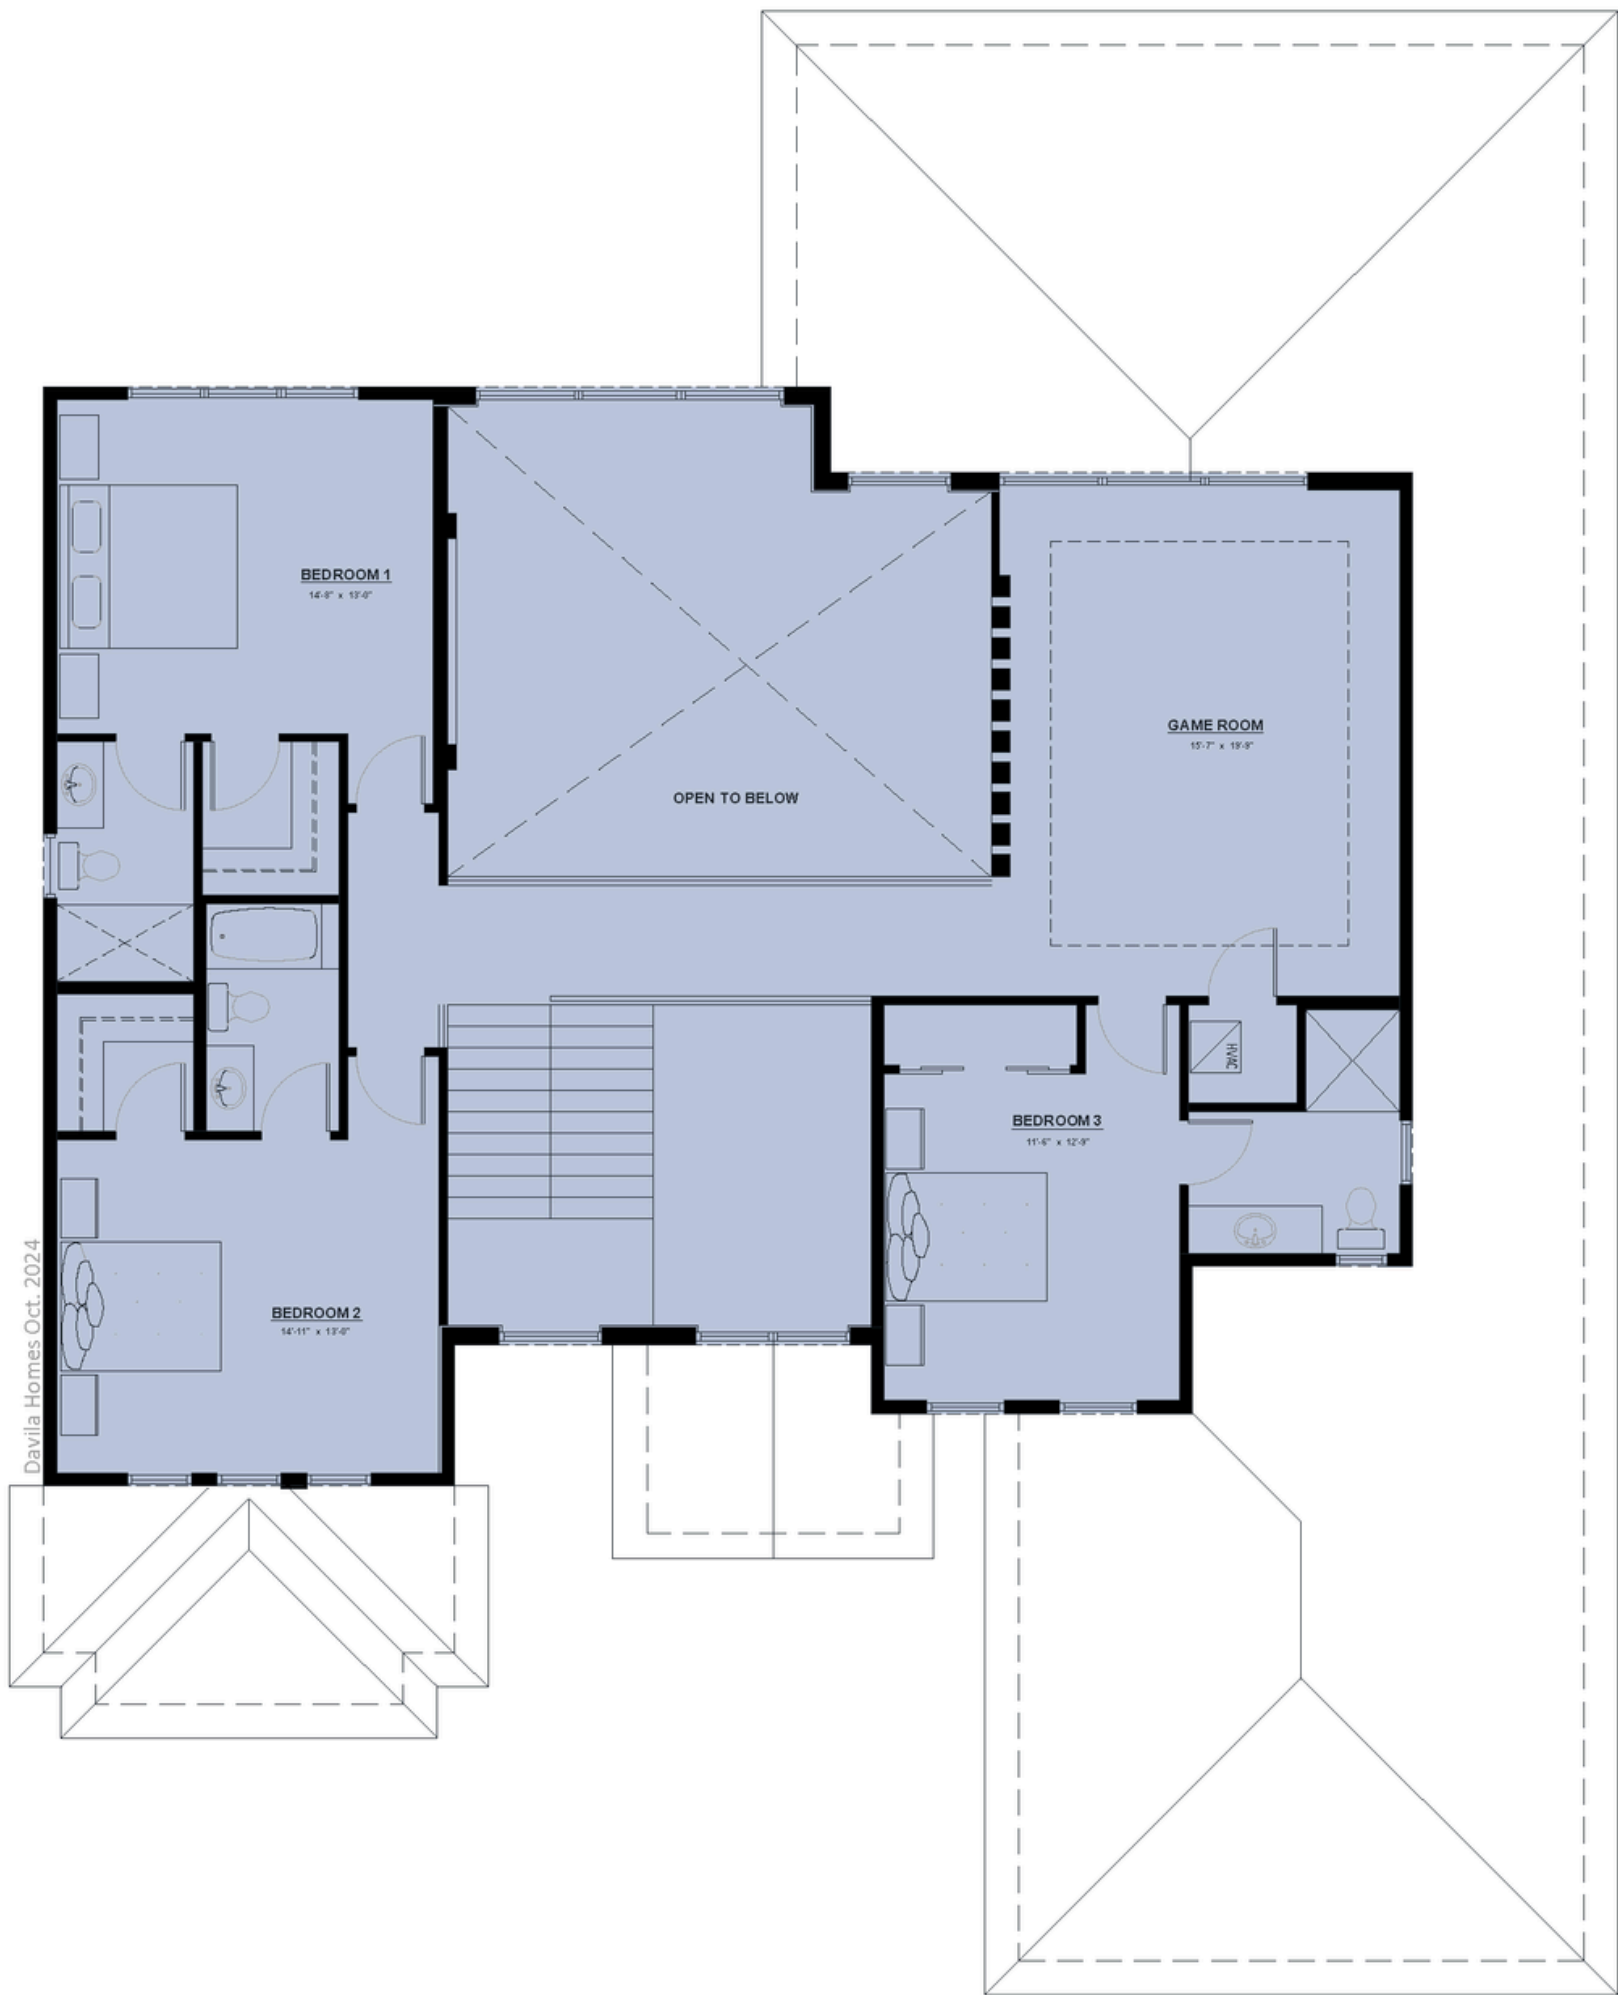 BEDROOM 1
14'-8" x 13'-0"
GAME ROOM
15'-7" x 19'-9"
OPEN TO BELOW
HVAC
BEDROOM 3
11'-6" x 12'-9"
BEDROOM 2
14'-11" x 13'-0"
Davila Homes Oct. 2024